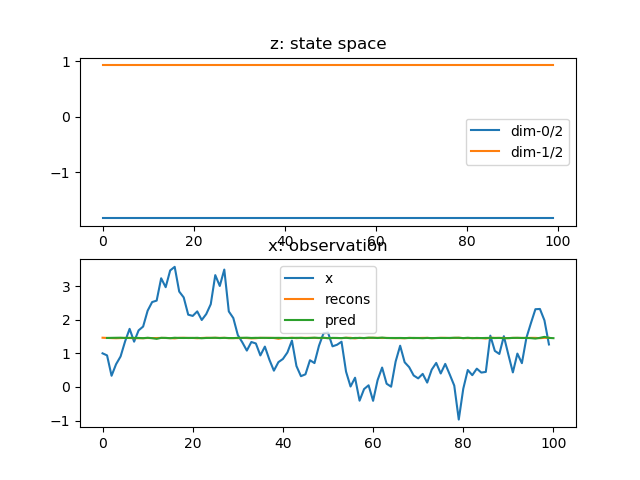 z: state space
1
0
−1
dim-0/2
dim-1/2
0 20 40 60 80 100
x: observation
3
2
1
0
−1
x
recons
pred
0 20 40 60 80 100